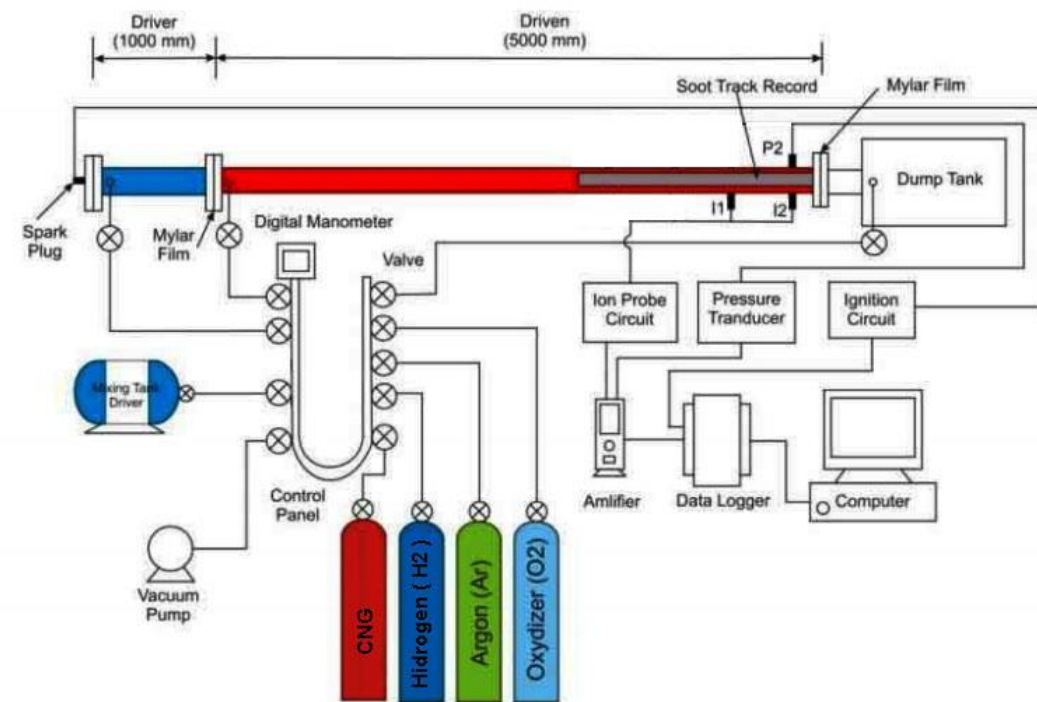 Driver
(1000 mm)
Driven
(5000 mm)
Soot Track Record
Mylar Film
P2
Dump Tank
I1
I2
Spark
Plug
Mylar
Film
Digital Manometer
Valve
Ion Probe
Circuit
Pressure
Tranducer
Ignition
Circuit
Mixing Tank
Driver
Control
Panel
Amlifier
Data Logger
Computer
Vacuum
Pump
CNG
Hidrogen ( H2 )
Argon (Ar)
Oxydizer (O2)